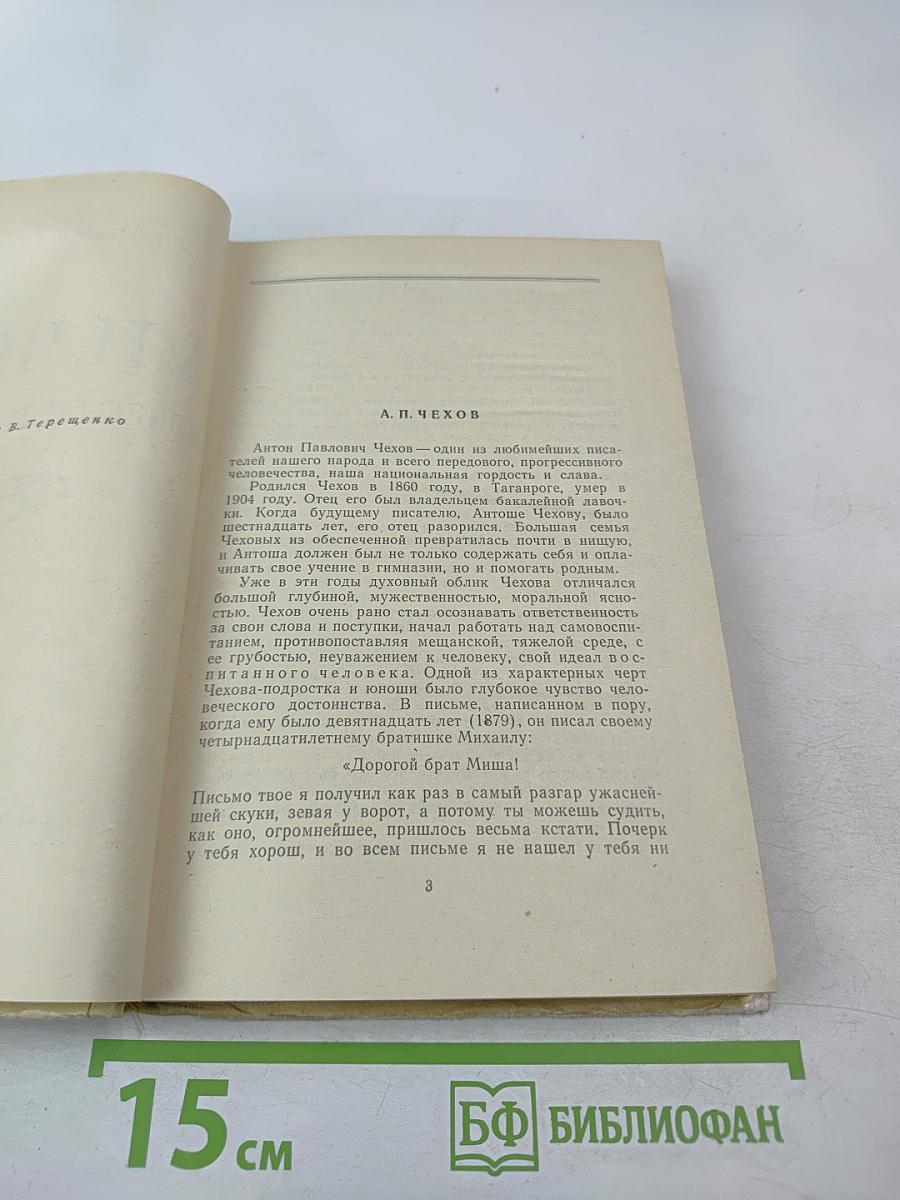 В. Терещенко
А. П. ЧЕХОВ
Антон Павлович Чехов — один из любимейших писа-
телей нашего народа и всего передового, прогрессивного
человечества, наша национальная гордость и слава.
Родился Чехов в 1860 году, в Таганроге, умер в
1904 году. Отец его был владельцем бакалейной лавоч-
ки. Когда будущему писателю, Антоше Чехову, было
шестнадцать лет, его отец разорился. Большая семья
Чеховых из обеспеченной превратилась почти в нищую,
и Антоша должен был не только содержать себя и опла-
чивать свое учение в гимназии, но и помогать родным.
Уже в эти годы духовный облик Чехова отличался
большой глубиной, мужественностью, моральной ясно-
стью. Чехов очень рано стал осознавать ответственность
за свои слова и поступки, начал работать над самовоспи-
танием, противопоставляя мещанской, тяжелой среде, с
ее грубостью, неуважением к человеку, свой идеал вос-
питанного человека. Одной из характерных черт
Чехова-подростка и юноши было глубокое чувство чело-
веческого достоинства. В письме, написанном в пору,
когда ему было девятнадцать лет (1879), он писал своему
четырнадцатилетнему братишке Михаилу:
«Дорогой брат Миша!
Письмо твое я получил как раз в самый разгар ужасней-
шей скуки, зевая у ворот, а потому ты можешь судить,
как оно, огромнейшее, пришлось весьма кстати. Почерк
у тебя хорош, и во всем письме я не нашел у тебя ни
3
15 см
БФ БИБЛИОФАН